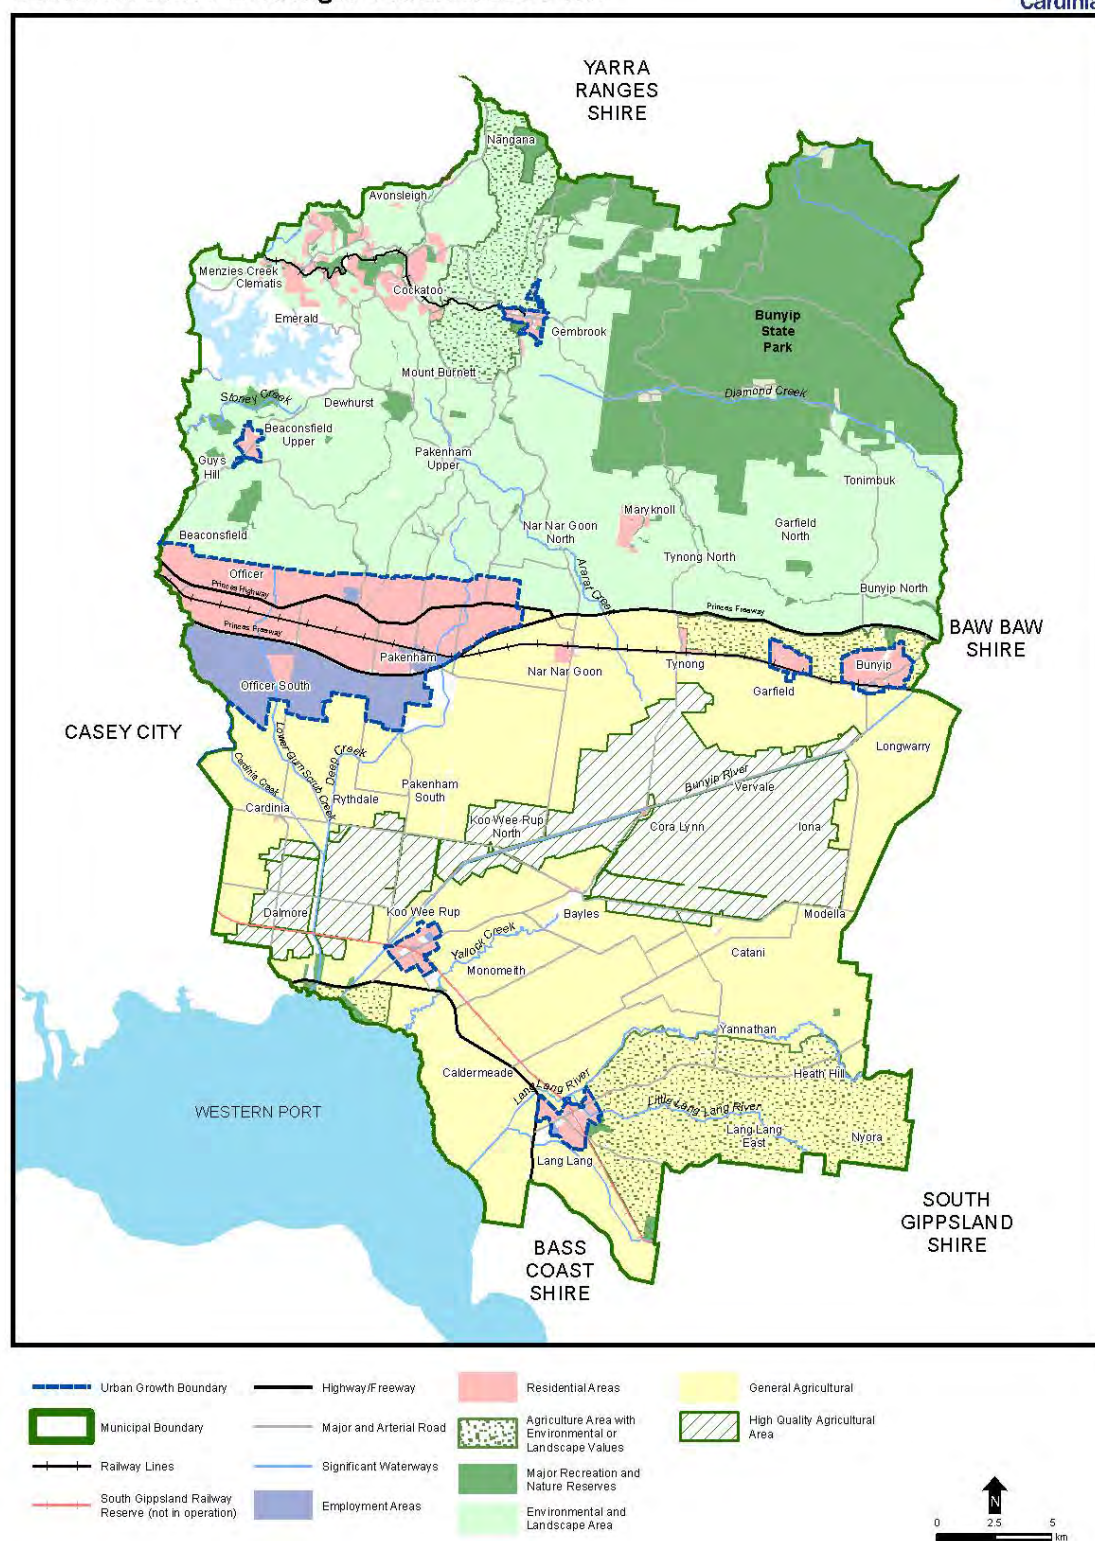 Cardinia
YARRA
RANGES
SHIRE
Nangana
Avonsleigh
Menzies Creek
Clematis
Cockatoo
Emerald
Gembrook
Bunyip
State
Park
Mount Burnett
Diamond Creek
Stoney Creek
Dewhurst
Beaconsfield
Upper
Guys
Hill
Pakenham
Upper
Tonimbuk
Nar Nar Goon
North
Maryknoll
Garfield
North
Beaconsfield
Tynong North
Ararat Creek
Officer
Princes Highway
Bunyip North
Princes Freeway
Princes Freeway
BAW BAW
SHIRE
Pakenham
Nar Nar Goon
Tynong
Bunyip
Officer South
Garfield
CASEY CITY
Longwarry
Cardinia Creek
Lower Gum Scrub Creek
Deep Creek
Pakenham
South
Bunyip River
Vervale
Rythdale
Cardinia
Koo Wee Rup
North
Cora Lynn
Iona
Dalmore
Koo Wee Rup
Bayles
Modella
Yallock Creek
Catani
Monomeith
Yannathan
Caldermeade
Heath Hill
Lang Lang River
Little Lang Lang River
WESTERN PORT
Lang Lang
East
Nyora
Lang Lang
SOUTH
GIPPSLAND
SHIRE
BASS
COAST
SHIRE
Urban Growth Boundary
Highway/Freeway
Residential Areas
General Agricultural
Municipal Boundary
Major and Arterial Road
Agriculture Area with
Environmental or
Landscape Values
High Quality Agricultural
Area
Railway Lines
Significant Waterways
Major Recreation and
Nature Reserves
South Gippsland Railway
Reserve (not in operation)
Employment Areas
Environmental and
Landscape Area
N
0 2.5 5
km